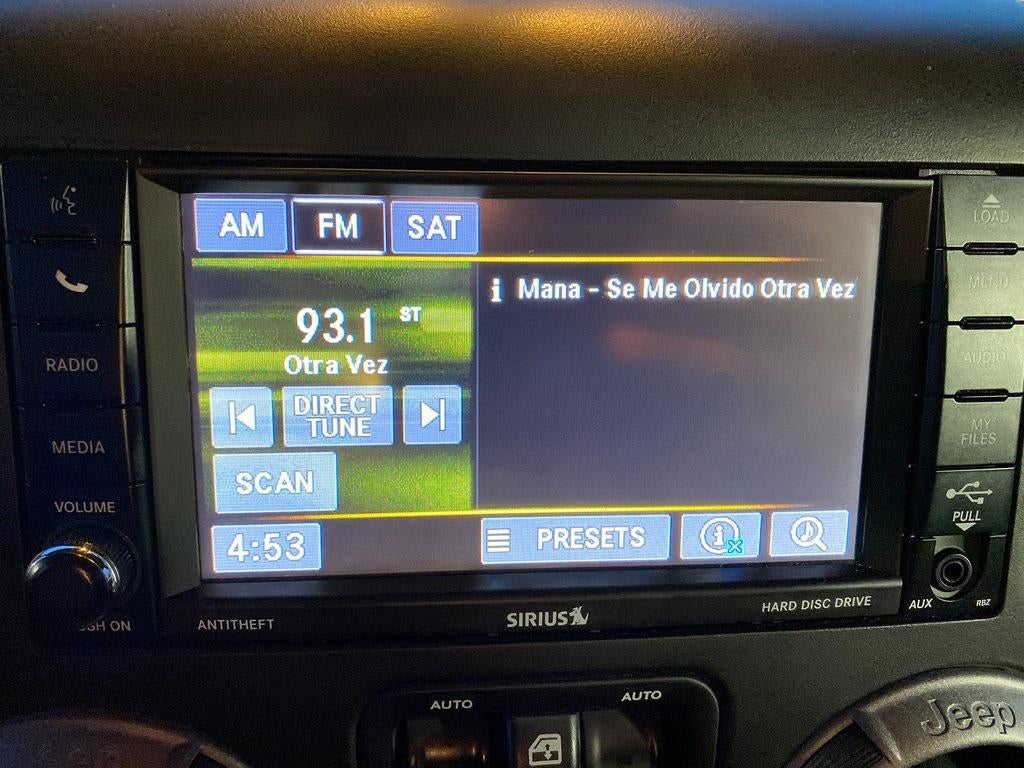 AM FM SAT
93.1 ST
Otra Vez
DIRECT
TUNE
SCAN
4:53
i Mana - Se Me Olvido Otra Vez
PRESETS
i x
RADIO
MEDIA
VOLUME
ON
ANTITHEFT
SIRIUS
HARD DISC DRIVE
LOAD
MENU
AUDIO
MY
FILES
PULL
AUX
RBZ
AUTO
AUTO
Jeep